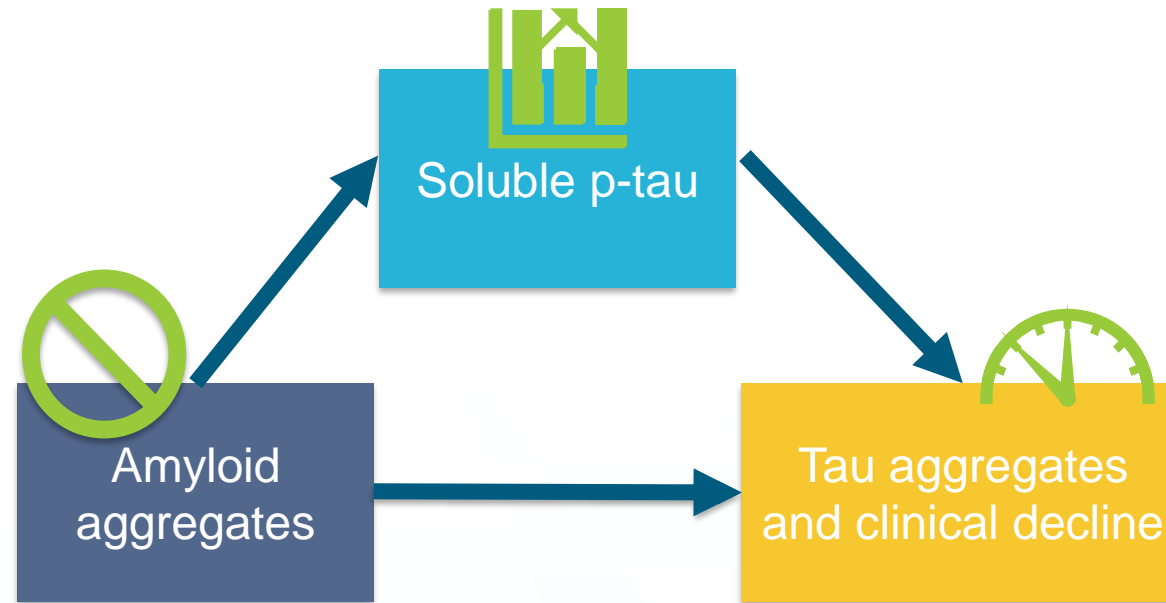 Soluble p-tau
Amyloid
aggregates
Tau aggregates
and clinical decline